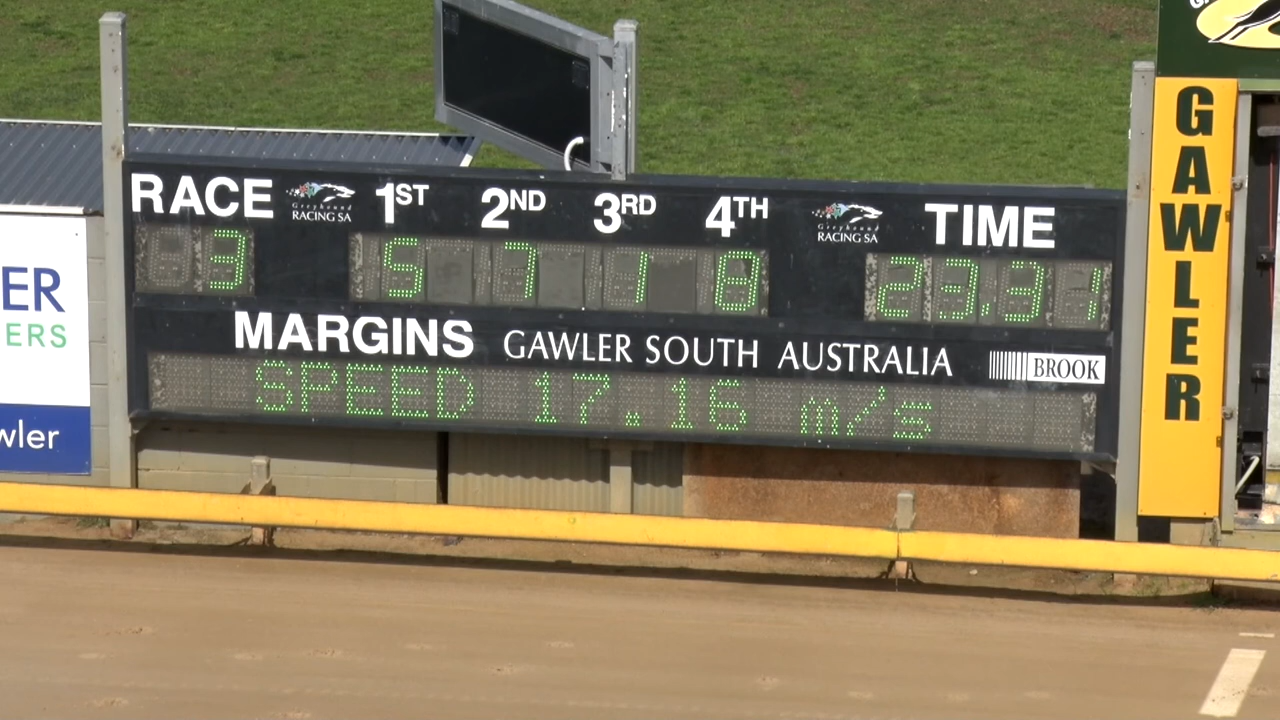 RACE 1ST 2ND 3RD 4TH TIME
Greyhound RACING SA
Greyhound RACING SA
3 5 7 1 8 23.31
MARGINS GAWLER SOUTH AUSTRALIA BROOK
SPEED 17.16 m/s
ER
ERS
wler
GAWLER